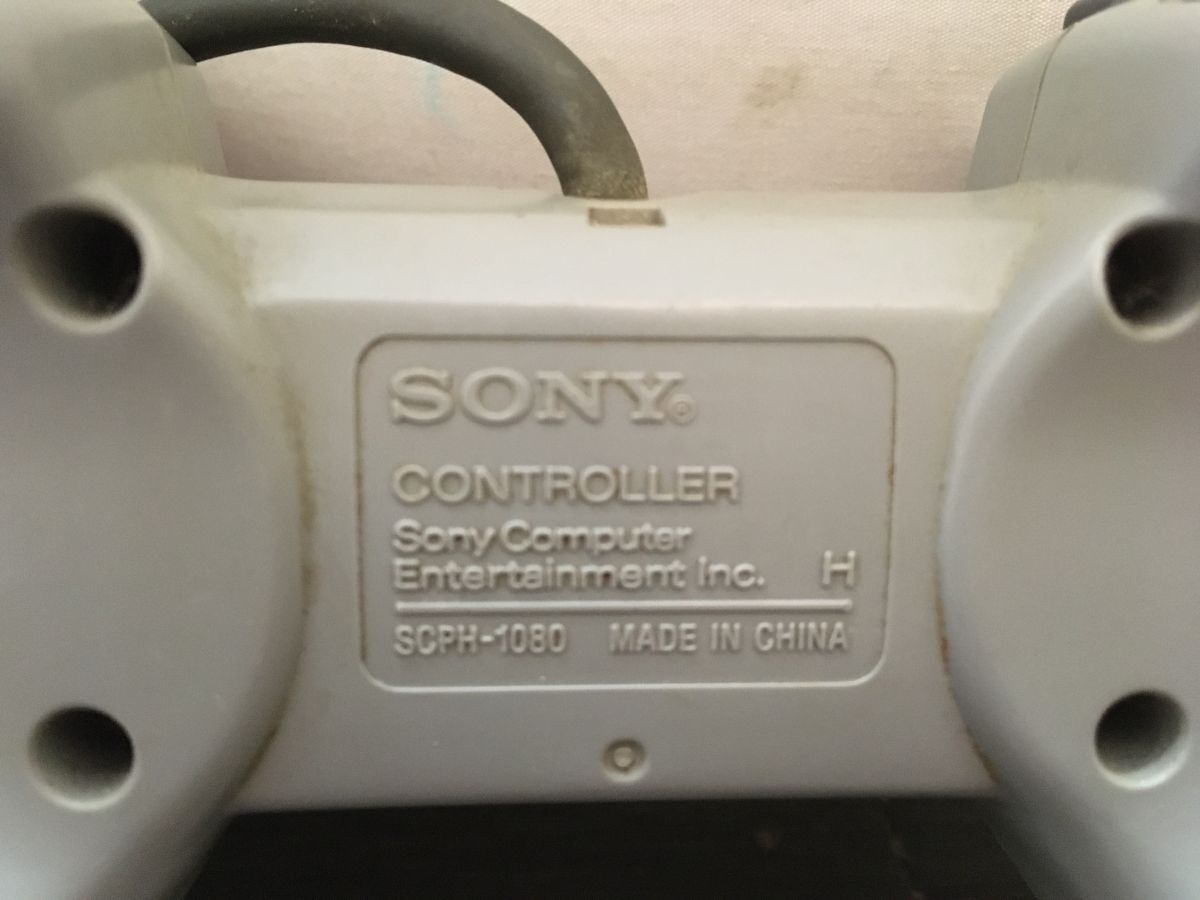 SONY®
CONTROLLER
Sony Computer
Entertainment Inc. H
SCPH-1080 MADE IN CHINA